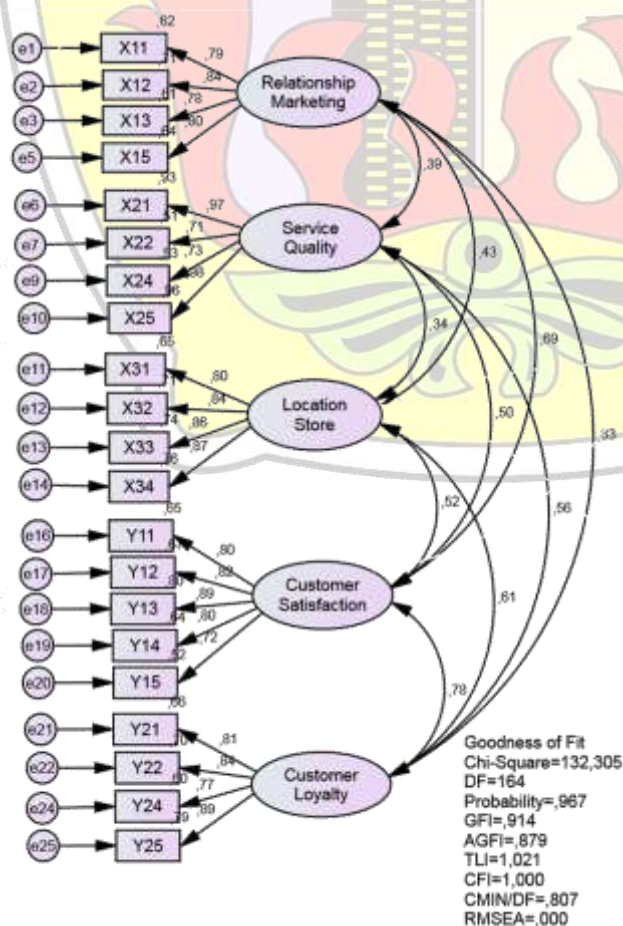 ,62
e1 X11 ,79
e2 X12 ,84
Relationship
Marketing
e3 X13 ,78
,64
e5 X15 ,80
,93
,39
e6 X21 ,97
e7 X22 ,71
Service
Quality
e9 X24 ,73
e10 X25
,43
,34
,65
,69
e11 X31 ,80
e12 X32 ,84
Location
Store
e13 X33 ,86
e14 X34 ,87
,50
,33
,65
,52
,56
e16 Y11 ,80
e17 Y12 ,82
Customer
Satisfaction
e18 Y13 ,89
,64
e19 Y14 ,80
,52
e20 Y15 ,72
,61
,66
,78
e21 Y21 ,81
e22 Y22 ,84
Customer
Loyalty
e24 Y24 ,77
,79
e25 Y25 ,89
Goodness of Fit
Chi-Square=132,305
DF=164
Probability=,967
GFI=,914
AGFI=,879
TLI=1,021
CFI=1,000
CMIN/DF=,807
RMSEA=,000